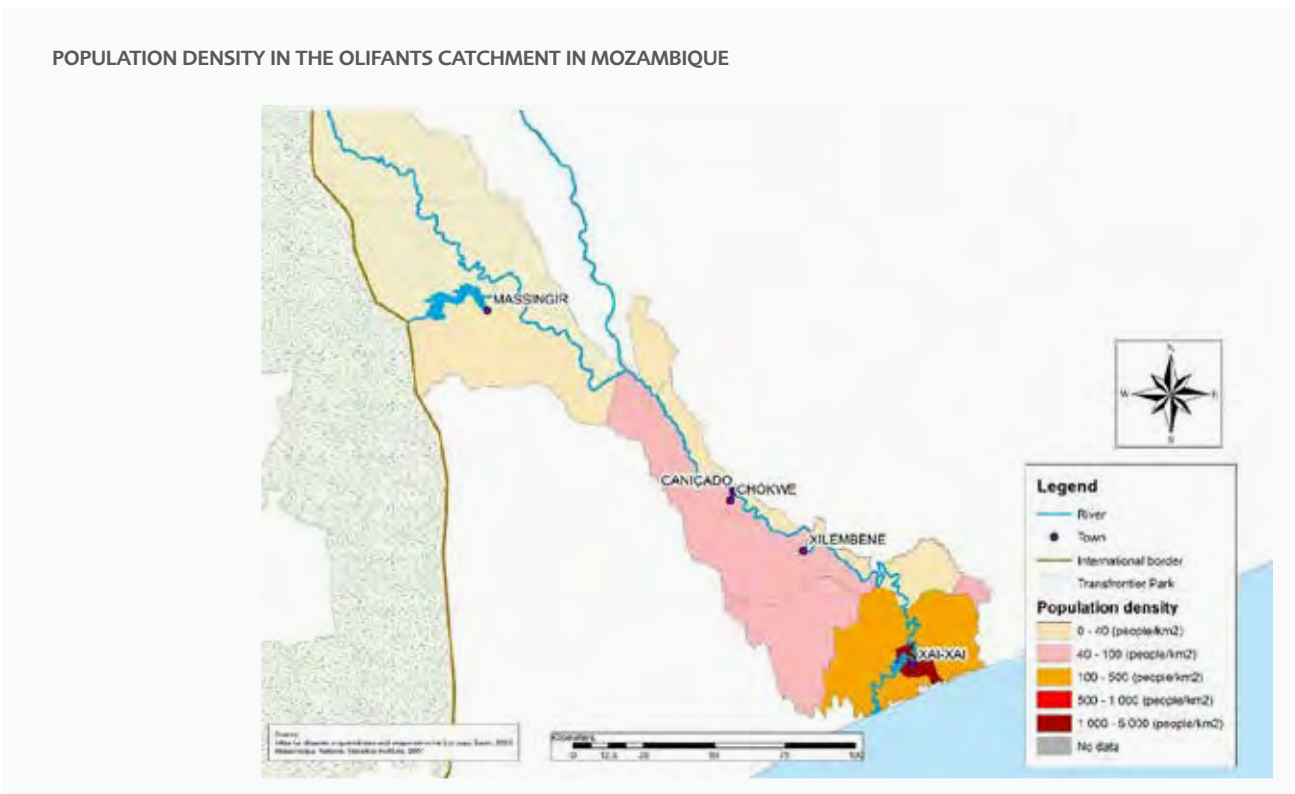 POPULATION DENSITY IN THE OLIFANTS CATCHMENT IN MOZAMBIQUE
MASSINGIR
N
W
E
S
CANIÇADO
CHÓKWE
XILEMBENE
XAI-XAI
Legend
River
Town
International border
Transfrontier Park
Population density
0 - 40 (people/km2)
40 - 100 (people/km2)
100 - 500 (people/km2)
500 - 1 000 (people/km2)
1 000 - 5 000 (people/km2)
No data
Kilometers
0 12,5 25 50 75 100